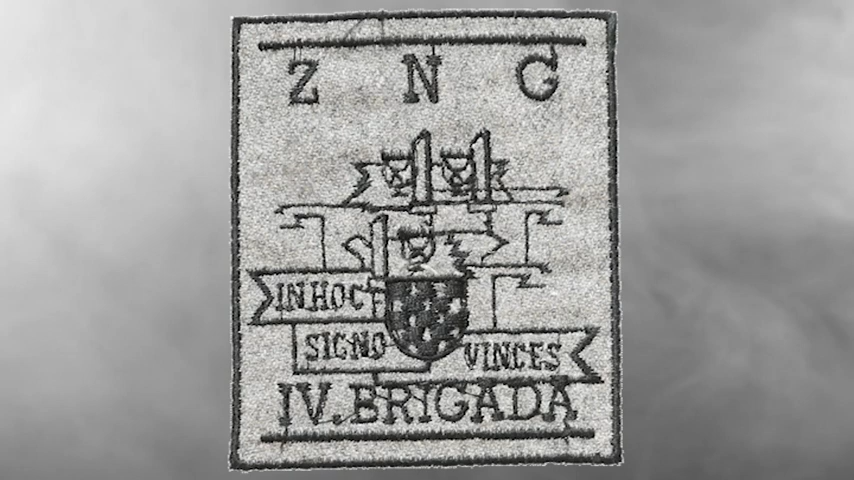 Z N G
IN HOC
SIGNO
VINCES
IV. BRIGADA